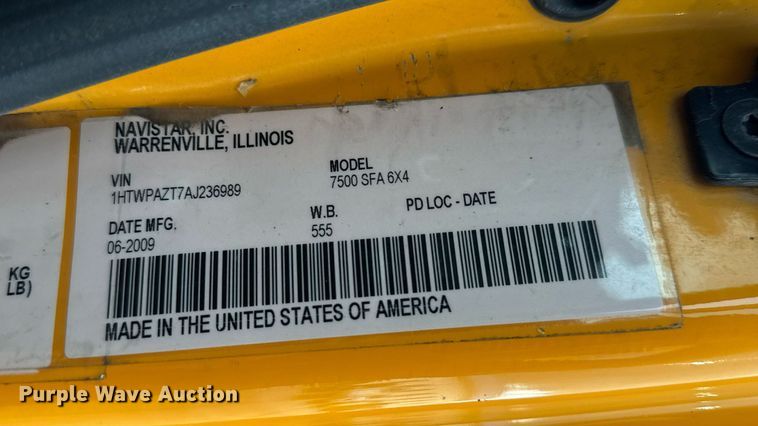 NAVISTAR, INC.
WARRENVILLE, ILLINOIS
VIN
1HTWPAZT7AJ236989
MODEL
7500 SFA 6X4
DATE MFG.
06-2009
W.B.
555
PD LOC - DATE
MADE IN THE UNITED STATES OF AMERICA
KG
LB)
Purple Wave Auction